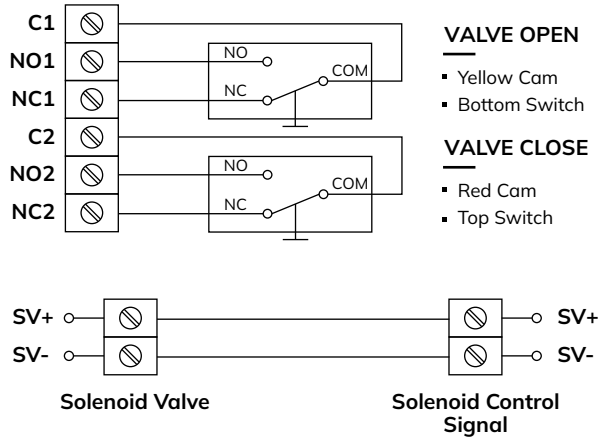 C1
NO1
NC1
C2
NO2
NC2
NO
COM
NC
NO
COM
NC
VALVE OPEN
▪ Yellow Cam
▪ Bottom Switch
VALVE CLOSE
▪ Red Cam
▪ Top Switch
SV+
SV-
SV+
SV-
Solenoid Valve
Solenoid Control
Signal